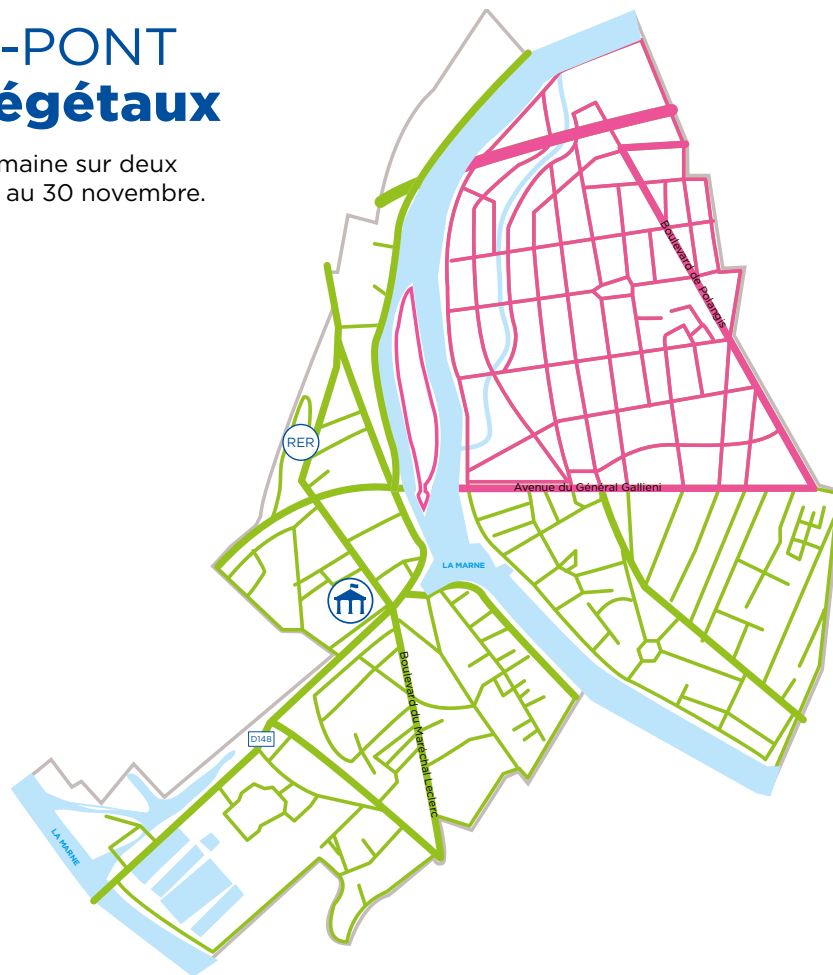 -PONT
égétaux
maine sur deux
au 30 novembre.
Boulevard de Polangis
RER
Avenue du Général Gallieni
LA MARNE
Boulevard du Maréchal Leclerc
D148
LA MARNE